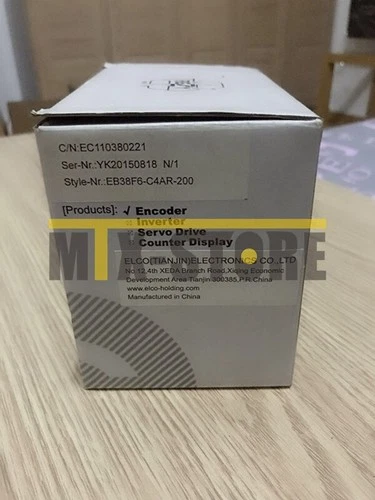 C/N:EC110380221
Ser-Nr.:YK20150818 N/1
Style-Nr.:EB38F6-C4AR-200
[Products]: √ Encoder
Inverter
Servo Drive
Counter Display
MTX STORE
ELCO(TIANJIN)ELECTRONICS CO.,LTD
No.12,4th XEDA Branch Road,Xiqing Economic
Development Area Tianjin 300385,P.R.China
www.elco-holding.com
Manufactured in China